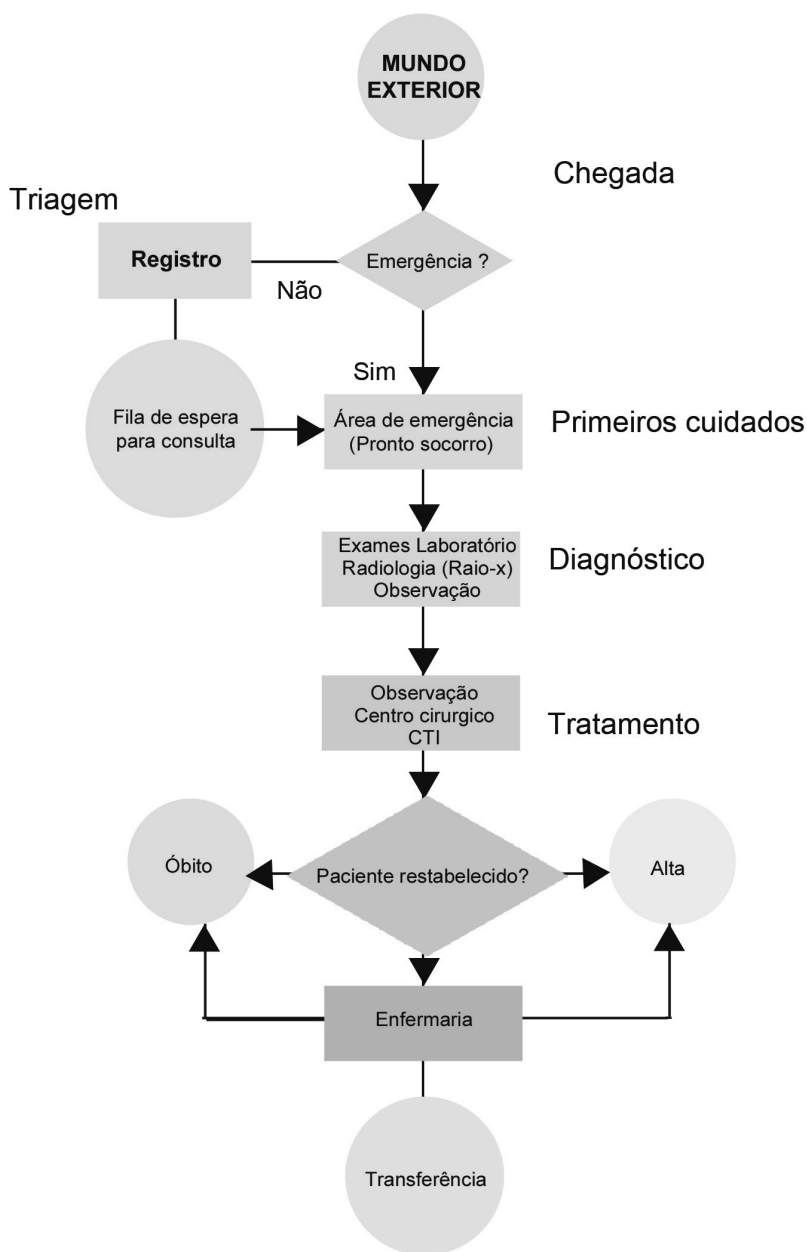 MUNDO
EXTERIOR
Chegada
Triagem
Registro
Emergência ?
Não
Sim
Fila de espera
para consulta
Área de emergência
(Pronto socorro)
Primeiros cuidados
Exames Laboratório
Radiologia (Raio-x)
Observação
Diagnóstico
Observação
Centro cirurgico
CTI
Tratamento
Óbito
Paciente restabelecido?
Alta
Enfermaria
Transferência